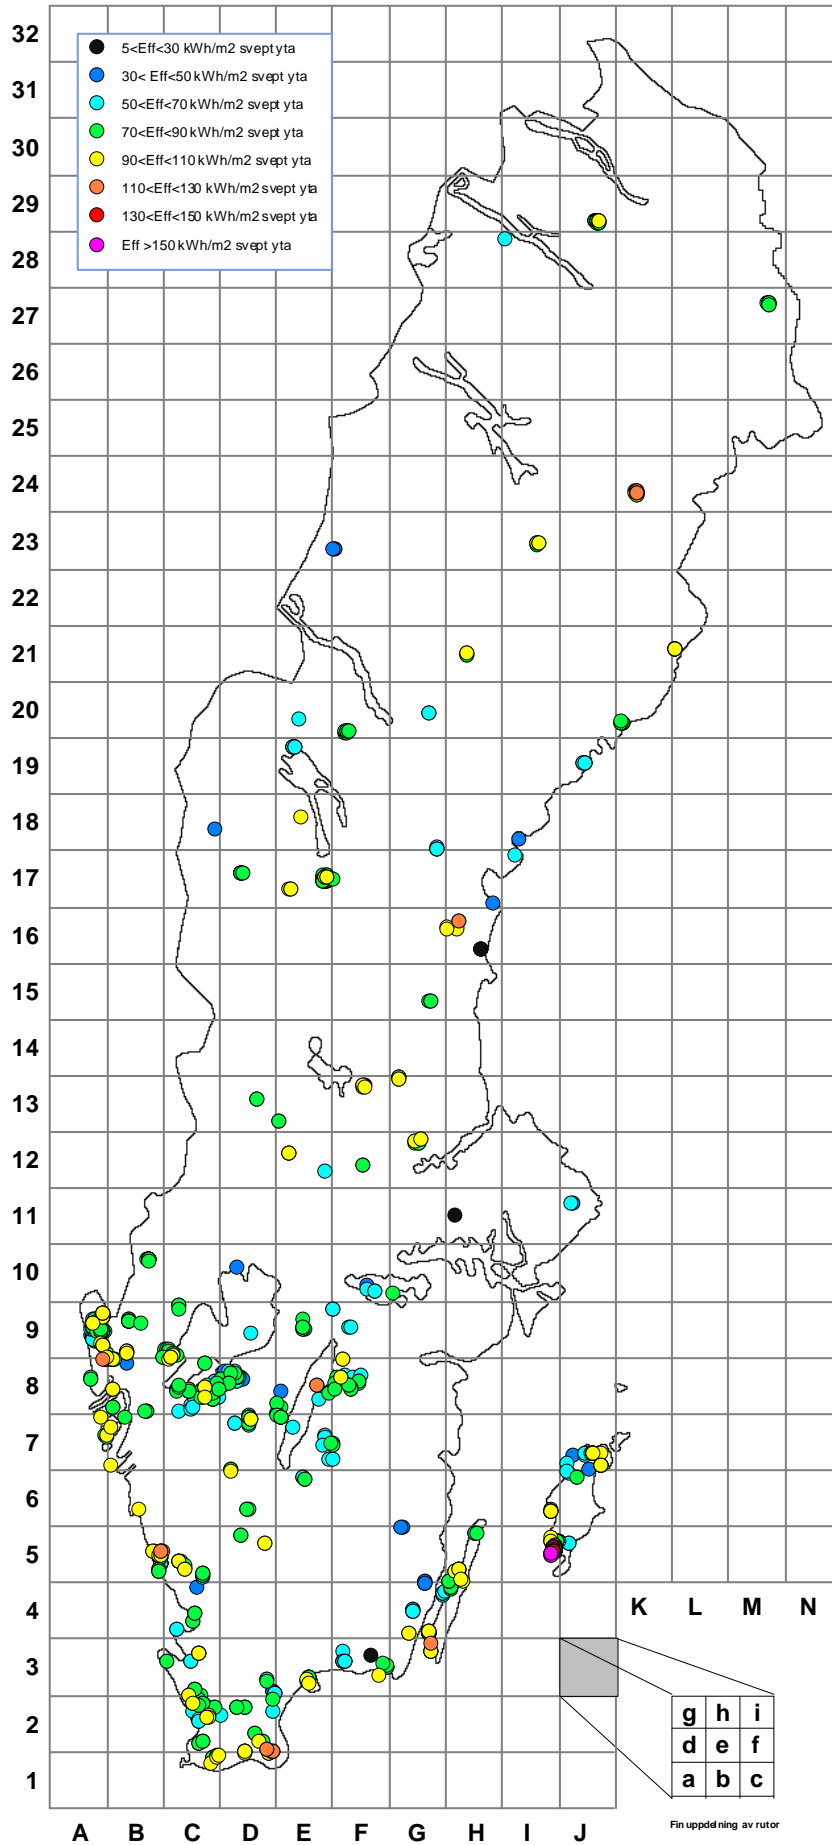 32
31
30
29
28
27
26
25
24
23
22
21
20
19
18
17
16
15
14
13
12
11
10
9
8
7
6
5
4
3
2
1
5<Eff<30 kWh/m2 svept yta
30< Eff<50 kWh/m2 svept yta
50<Eff<70 kWh/m2 svept yta
70<Eff<90 kWh/m2 svept yta
90<Eff<110 kWh/m2 svept yta
110<Eff<130 kWh/m2 svept yta
130<Eff<150 kWh/m2 svept yta
Eff >150 kWh/m2 svept yta
K L M N
g h i
d e f
a b c
Fin uppdelning av rutor
A B C D E F G H I J